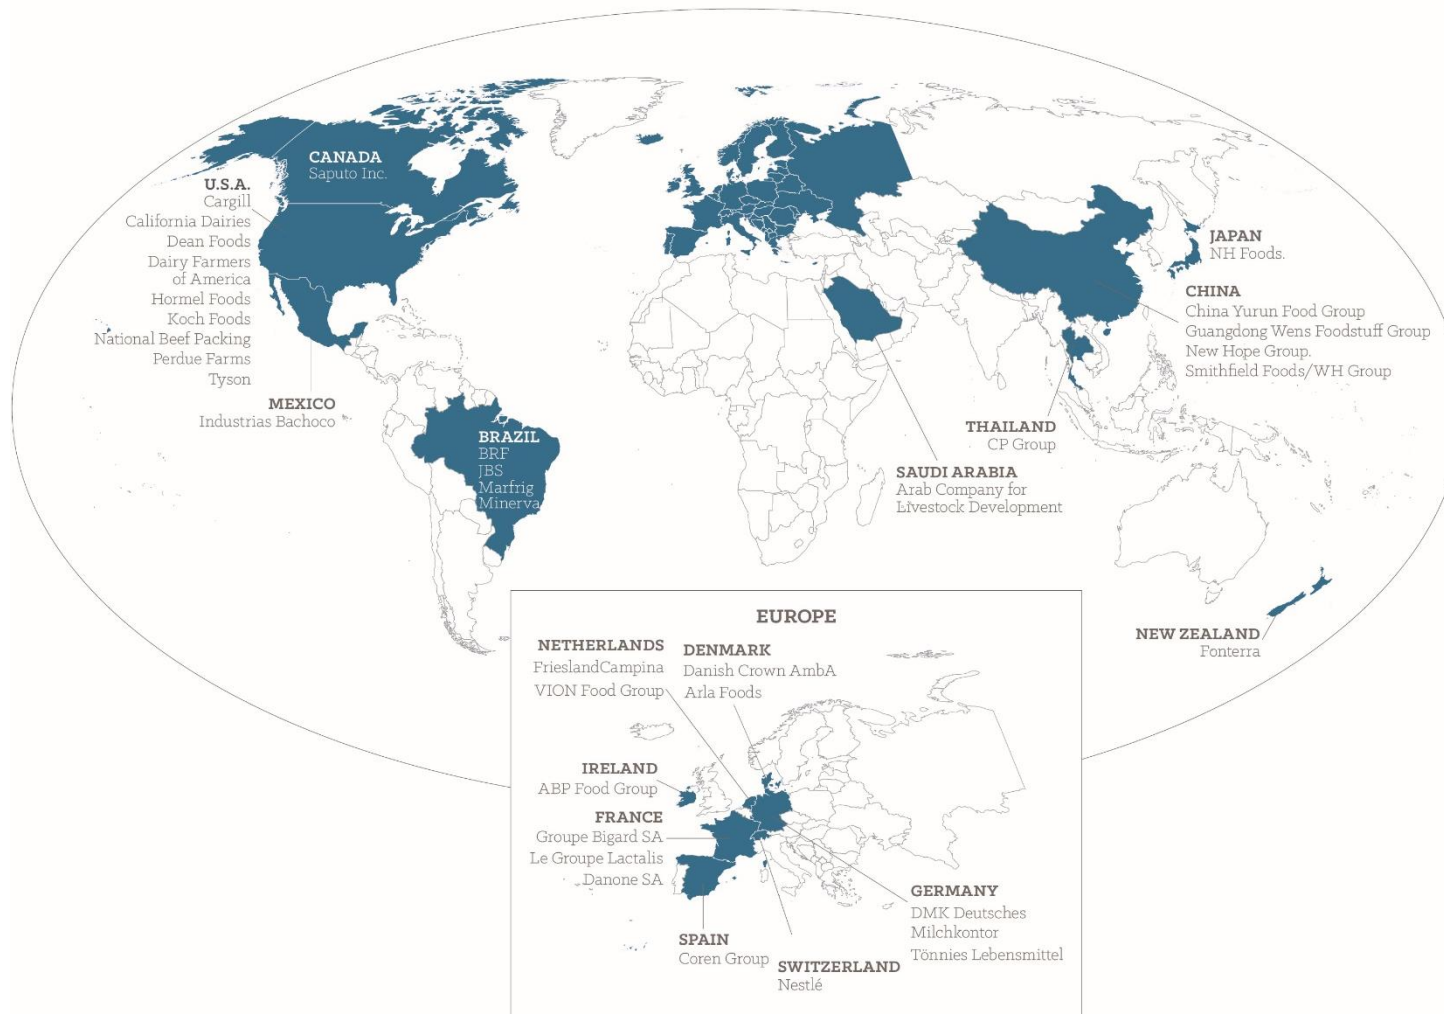 CANADA
Saputo Inc.
U.S.A.
Cargill
California Dairies
Dean Foods
Dairy Farmers
of America
Hormel Foods
Koch Foods
National Beef Packing
Perdue Farms
Tyson
MEXICO
Industrias Bachoco
BRAZIL
BRF
JBS
Marfrig
Minerva
JAPAN
NH Foods.
CHINA
China Yurun Food Group
Guangdong Wens Foodstuff Group
New Hope Group.
Smithfield Foods/WH Group
THAILAND
CP Group
SAUDI ARABIA
Arab Company for
Livestock Development
NEW ZEALAND
Fonterra
EUROPE
NETHERLANDS
FrieslandCampina
VION Food Group
DENMARK
Danish Crown AmbA
Arla Foods
IRELAND
ABP Food Group
FRANCE
Groupe Bigard SA
Le Groupe Lactalis
Danone SA
SPAIN
Coren Group
SWITZERLAND
Nestlé
GERMANY
DMK Deutsches
Milchkontor
Tönnies Lebensmittel